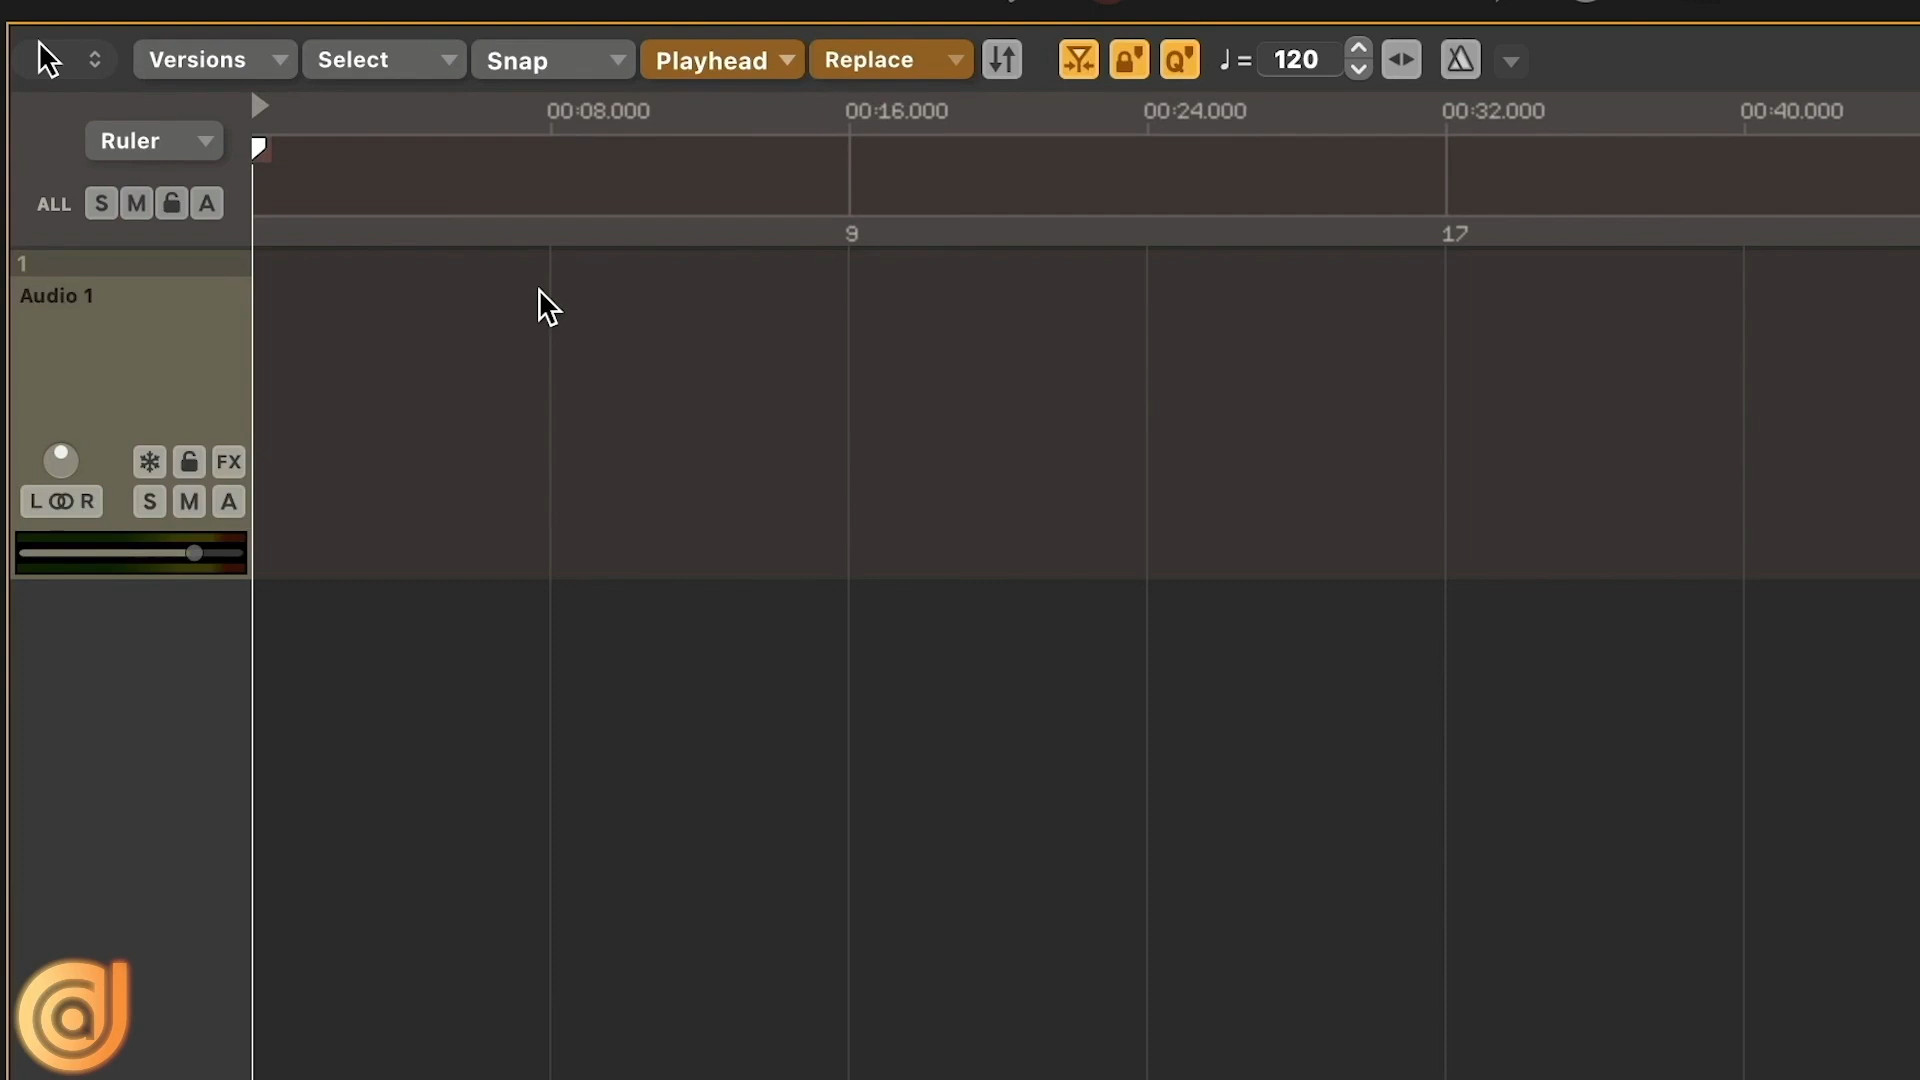 Versions Select Snap Playhead Replace Q ♩= 120
00:08.000 00:16.000 00:24.000 00:32.000 00:40.000
Ruler
ALL S M A
9 17
1
Audio 1
FX
L R S M A